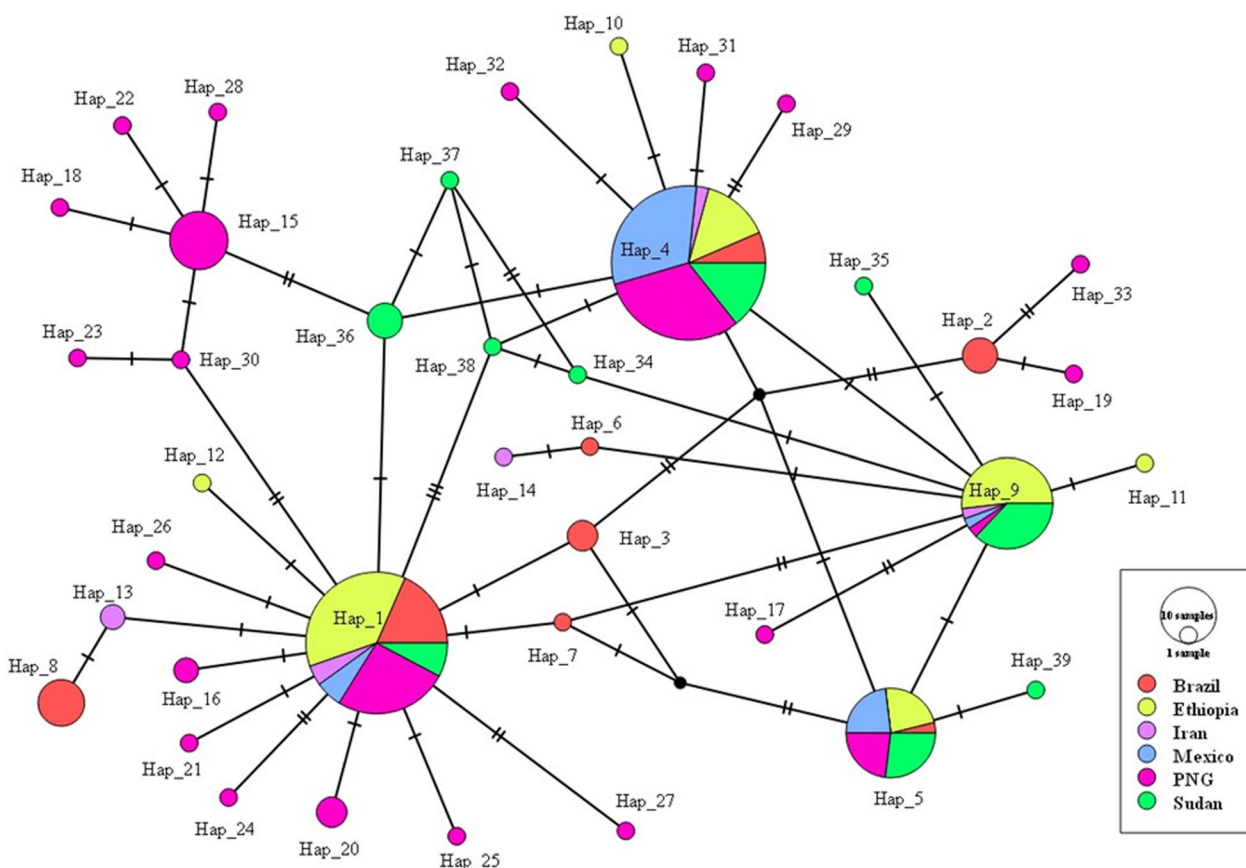 Hap_10
Hap_31
Hap_32
Hap_28
Hap_22
Hap_29
Hap_37
Hap_18
Hap_15
Hap_4
Hap_35
Hap_33
Hap_2
Hap_23
Hap_30
Hap_36
Hap_38
Hap_34
Hap_19
Hap_6
Hap_12
Hap_14
Hap_9
Hap_11
Hap_26
Hap_3
Hap_13
Hap_1
Hap_17
Hap_7
Hap_8
Hap_16
Hap_39
Hap_21
Hap_5
Hap_24
Hap_20
Hap_25
Hap_27
10 samples
1 sample
Brazil
Ethiopia
Iran
Mexico
PNG
Sudan